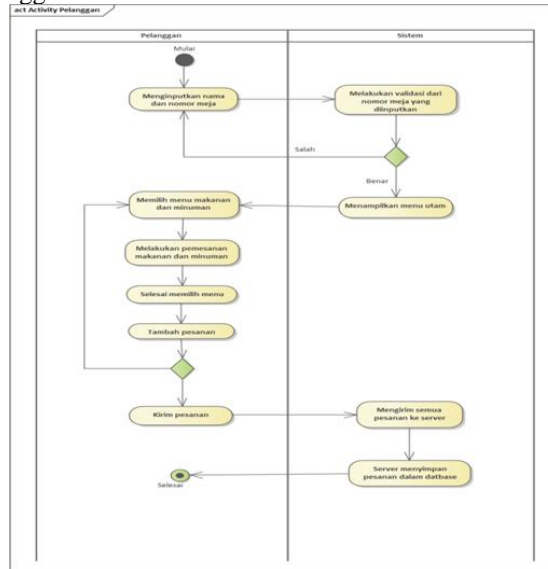 act Activity Pelanggan
Pelanggan
Sistem
Mulai
Menginputkan nama
dan nomor meja
Melakukan validasi dari
nomor meja yang
diinputkan
Salah
Benar
Memilih menu makanan
dan minuman
Menampilkan menu utam
Melakukan pemesanan
makanan dan minuman
Selesai memilih menu
Tambah pesanan
Kirim pesanan
Mengirim semua
pesanan ke server
Server menyimpan
pesanan dalam datbase
Selesai